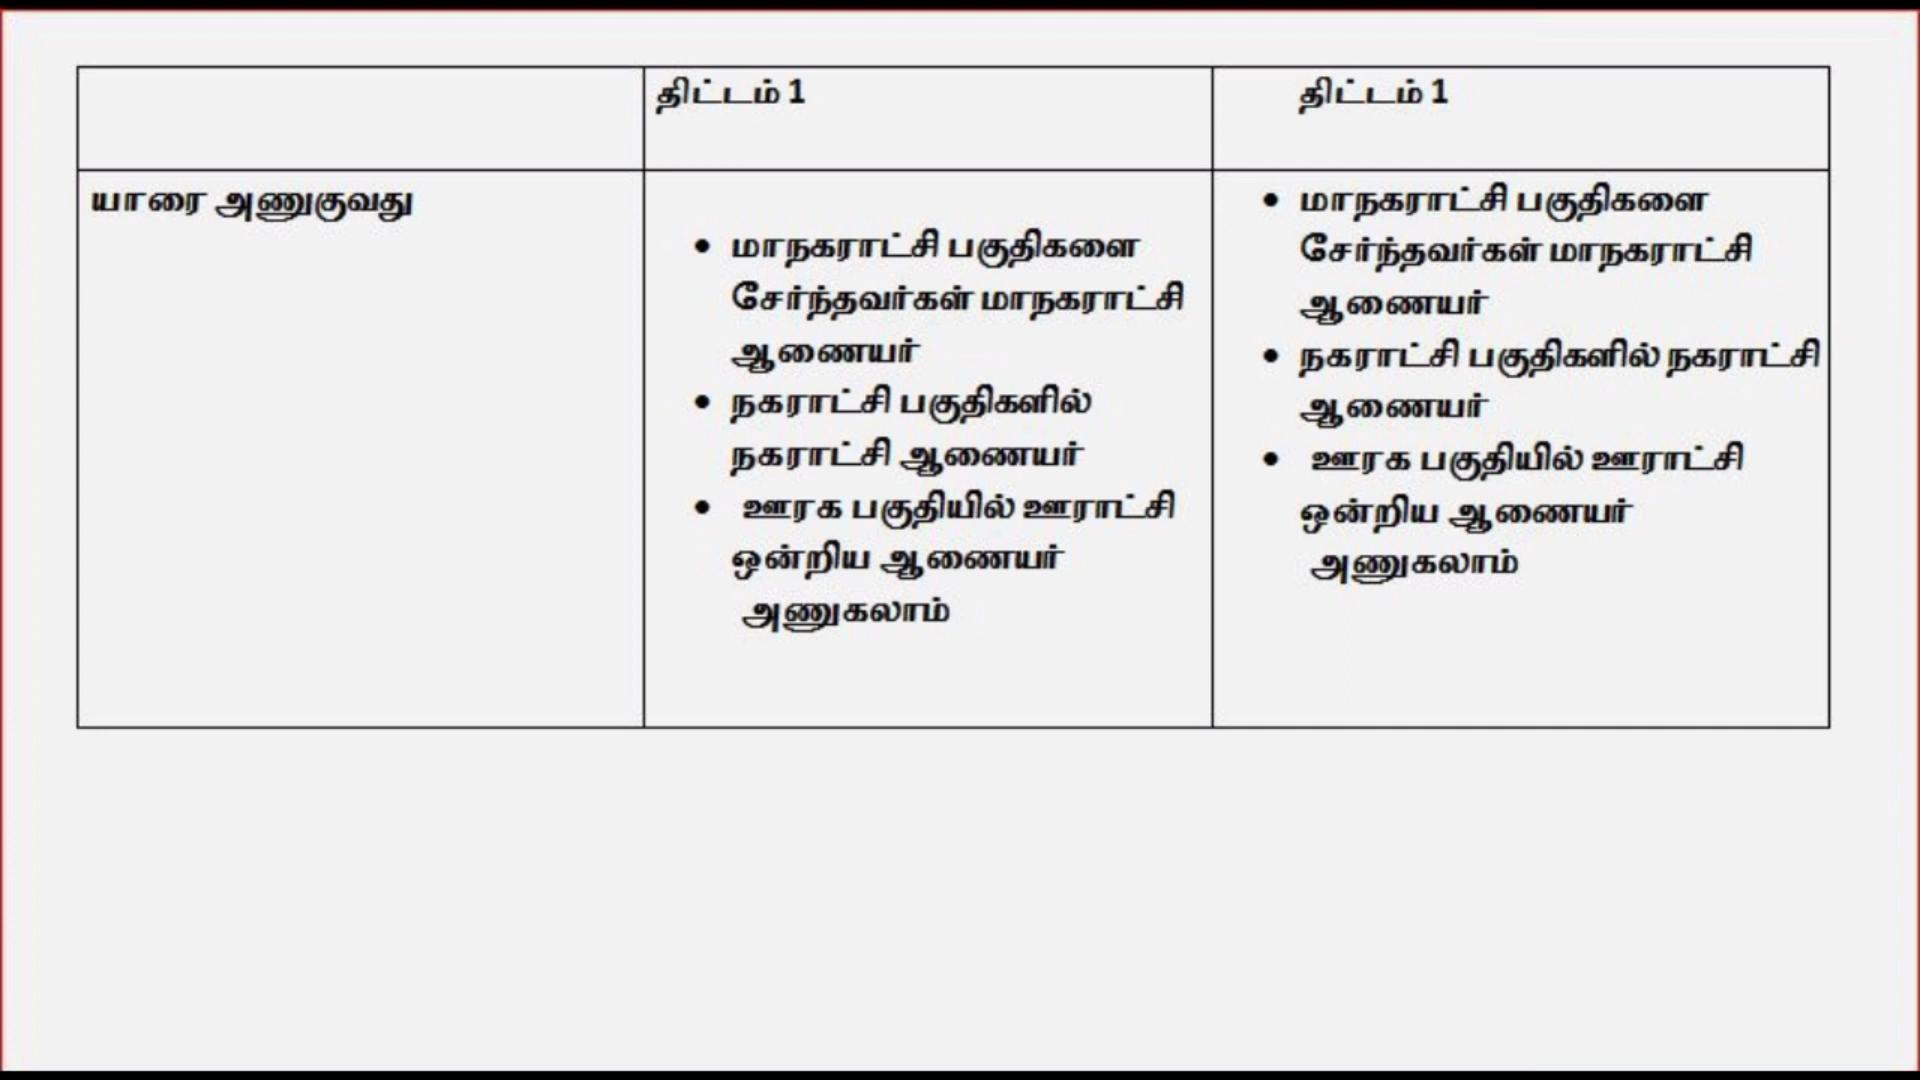 திட்டம் 1
திட்டம் 1
யாரை அணுகுவது
• மாநகராட்சி பகுதிகளை
சேர்ந்தவர்கள் மாநகராட்சி
ஆணையர்
• நகராட்சி பகுதிகளில்
நகராட்சி ஆணையர்
• ஊரக பகுதியில் ஊராட்சி
ஒன்றிய ஆணையர்
அணுகலாம்
• மாநகராட்சி பகுதிகளை
சேர்ந்தவர்கள் மாநகராட்சி
ஆணையர்
• நகராட்சி பகுதிகளில் நகராட்சி
ஆணையர்
• ஊரக பகுதியில் ஊராட்சி
ஒன்றிய ஆணையர்
அணுகலாம்